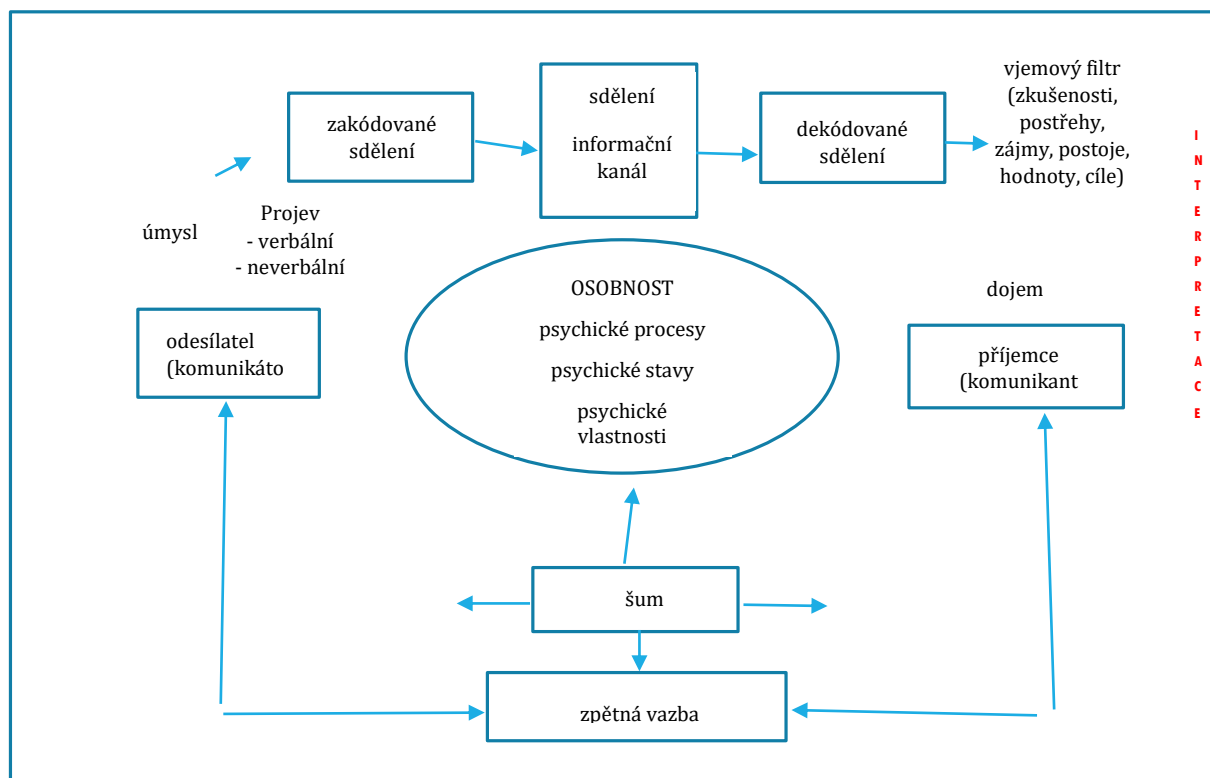 zakódované
sdělení
sdělení
informační
kanál
dekódované
sdělení
vjemový filtr
(zkušenosti,
postřehy,
zájmy, postoje,
hodnoty, cíle)
INTERPRETACE
úmysl
Projev
- verbální
- neverbální
OSOBNOST
psychické procesy
psychické stavy
psychické
vlastnosti
dojem
odesílatel
(komunikáto
příjemce
(komunikant
šum
zpětná vazba